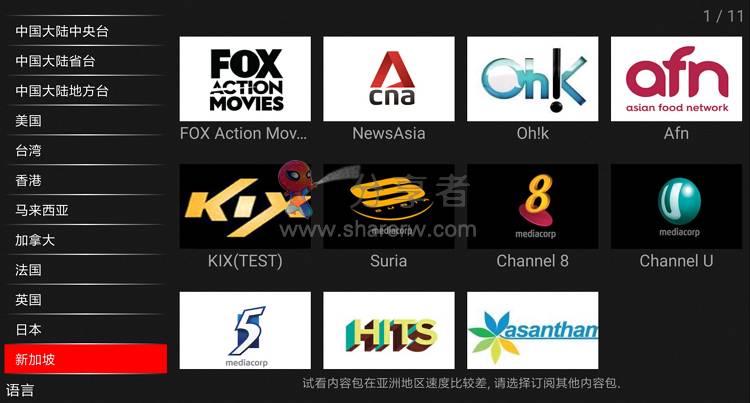 1 / 11
中国大陆中央台
中国大陆省台
中国大陆地方台
美国
台湾
香港
马来西亚
加拿大
法国
英国
日本
新加坡
语言
FOX
ACTION
MOVIES
FOX Action Mov...
cna
NewsAsia
Oh!k
Oh!k
afn
asian food network
Afn
KIX
KIX(TEST)
SURIA
mediacorp
Suria
8
mediacorp
Channel 8
U
mediacorp
Channel U
分享者
www.sharerw.com
5
mediacorp
HITS
Vasantham
试看内容包在亚洲地区速度比较差, 请选择订阅其他内容包.